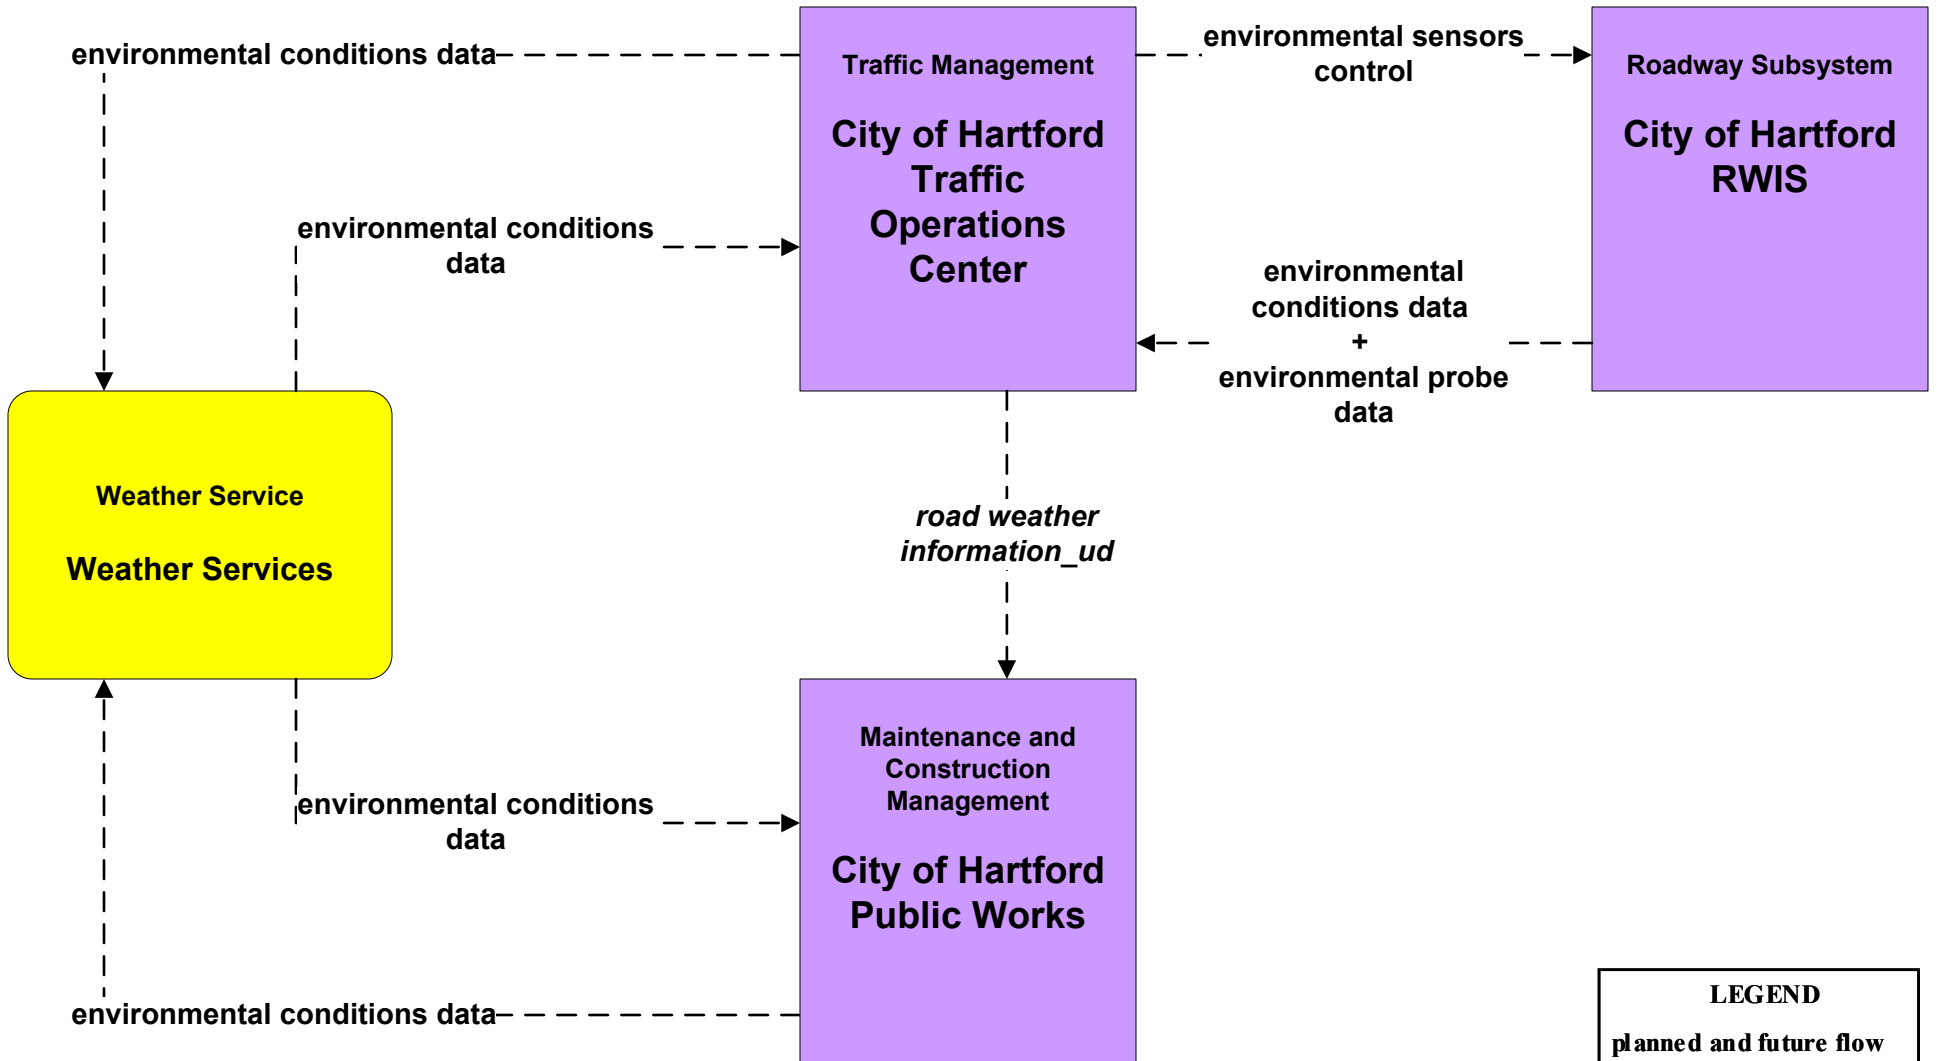 environmental conditions data
Traffic Management
City of Hartford
Traffic
Operations
Center
environmental sensors
control
Roadway Subsystem
City of Hartford
RWIS
environmental conditions
data
environmental
conditions data
+
environmental probe
data
Weather Service
Weather Services
road weather
information_ud
Maintenance and
Construction
Management
City of Hartford
Public Works
environmental conditions
data
environmental conditions data
LEGEND
planned and future flow